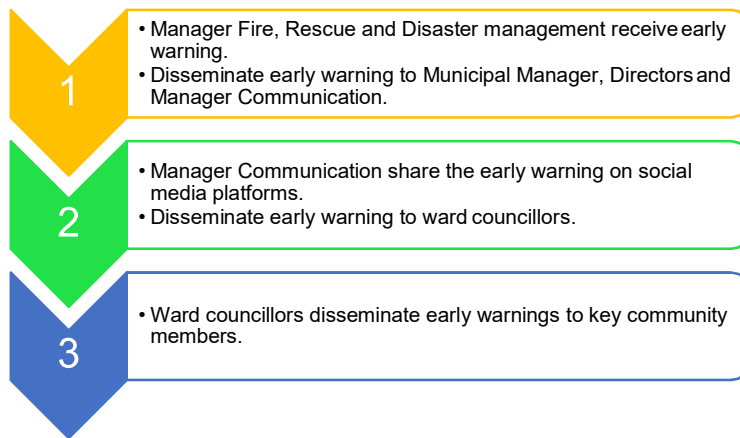 1
• Manager Fire, Rescue and Disaster management receive early
warning.
• Disseminate early warning to Municipal Manager, Directors and
Manager Communication.
2
• Manager Communication share the early warning on social
media platforms.
• Disseminate early warning to ward councillors.
3
• Ward councillors disseminate early warnings to key community
members.